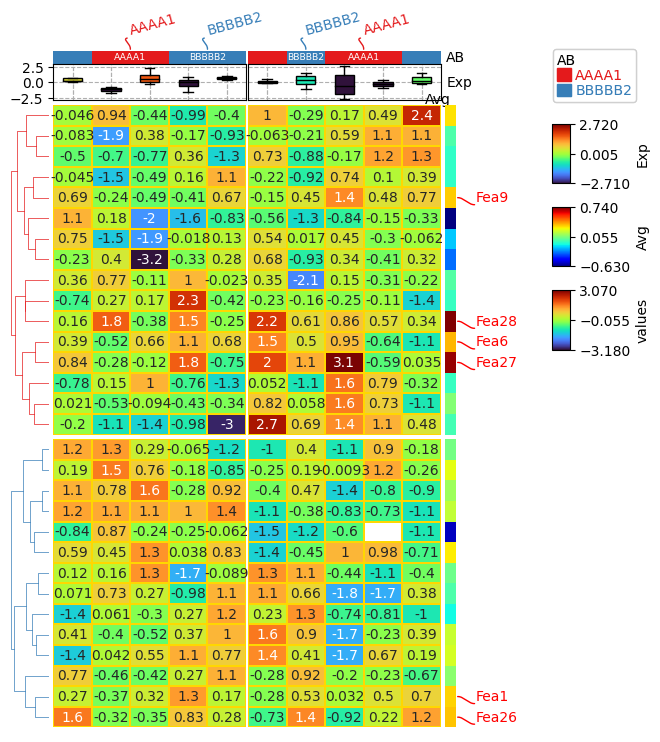 AAAA1 BBBBB2 BBBBB2 AAAA1
AAAA1 BBBBB2 BBBBB2 AAAA1 AB
2.5
0.0
−2.5
Exp
Avg
-0.046 0.94 -0.44 -0.99 -0.4 1 -0.29 0.17 0.49 2.4
-0.083 -1.9 0.38 -0.17 -0.93 -0.063 -0.21 0.59 1.1 1.1
-0.5 -0.7 -0.77 0.36 -1.3 0.73 -0.88 -0.17 1.2 1.3
-0.045 -1.5 -0.49 0.16 1.1 -0.22 -0.92 0.74 0.1 0.39
0.69 -0.24 -0.49 -0.41 0.67 -0.15 0.45 1.4 0.48 0.77 Fea9
1.1 0.18 -2 -1.6 -0.83 -0.56 -1.3 -0.84 -0.15 -0.33
0.75 -1.5 -1.9 -0.018 0.13 0.54 0.017 0.45 -0.3 -0.062
-0.23 0.4 -3.2 -0.33 0.28 0.68 -0.93 0.34 -0.41 0.32
0.36 0.77 -0.11 1 -0.023 0.35 -2.1 0.15 -0.31 -0.22
-0.74 0.27 0.17 2.3 -0.42 -0.23 -0.16 -0.25 -0.11 -1.4
0.16 1.8 -0.38 1.5 -0.25 2.2 0.61 0.86 0.57 0.34 Fea28
0.39 -0.52 0.66 1.1 0.68 1.5 0.5 0.95 -0.64 -1.1 Fea6
0.84 -0.28 -0.12 1.8 -0.75 2 1.1 3.1 -0.59 0.035 Fea27
-0.78 0.15 1 -0.76 -1.3 0.052 -1.1 1.6 0.79 -0.32
0.021 -0.53 -0.094 -0.43 -0.34 0.82 0.058 1.6 0.73 -1.1
-0.2 -1.1 -1.4 -0.98 -3 2.7 0.69 1.4 1.1 0.48
1.2 1.3 0.29 -0.065 -1.2 -1 0.4 -1.1 0.9 -0.18
0.19 1.5 0.76 -0.18 -0.85 -0.25 0.19 -0.0093 1.2 -0.26
1.1 0.78 1.6 -0.28 0.92 -0.4 0.47 -1.4 -0.8 -0.9
1.2 1.1 1.1 1 1.4 -1.1 -0.38 -0.83 -0.73 -1.1
-0.84 0.87 -0.24 -0.25 -0.062 -1.5 -1.2 -0.6 -1.1
0.59 0.45 1.3 0.038 0.83 -1.4 -0.45 1 0.98 -0.71
0.12 0.16 1.3 -1.7 -0.089 1.3 1.1 -0.44 -1.1 -0.4
0.071 0.73 0.27 -0.98 1.1 1.1 0.66 -1.8 -1.7 0.38
-1.4 0.061 -0.3 0.27 1.2 0.23 1.3 -0.74 -0.81 -1
0.41 -0.4 -0.52 0.37 1 1.6 0.9 -1.7 -0.23 0.39
-1.4 0.042 0.55 1.1 0.77 1.4 0.41 -1.7 0.67 0.19
0.77 -0.46 -0.42 0.27 1.1 -0.28 0.92 -0.2 -0.23 -0.67
0.27 -0.37 0.32 1.3 0.17 -0.28 0.53 0.032 0.5 0.7 Fea1
1.6 -0.32 -0.35 0.83 0.28 -0.73 1.4 -0.92 0.22 1.2 Fea26
AB
AAAA1
BBBBB2
2.720
0.005
−2.710
Exp
0.740
0.055
−0.630
Avg
3.070
−0.055
−3.180
values